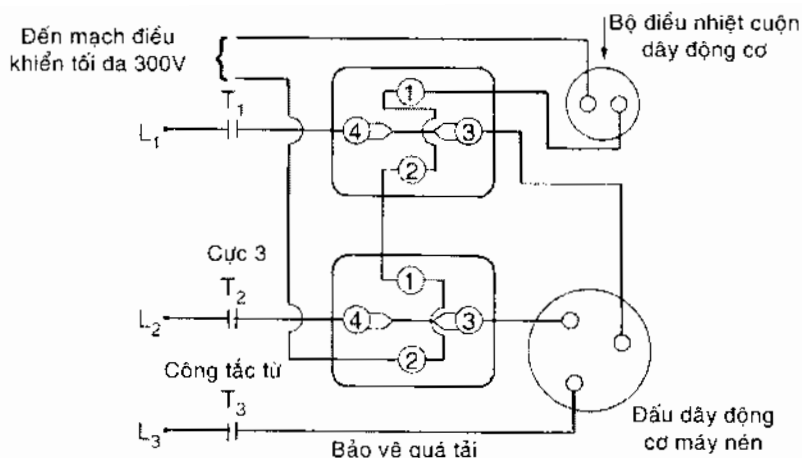 Đến mạch điều
khiển tối đa 300V
Bộ điểu nhiệt cuộn
dây động cơ
T1
L1
1
4
3
2
Cực 3
T2
L2
1
4
3
2
Công tắc từ
T3
L3
Bảo vệ quá tải
Đấu dây động
cơ máy nén